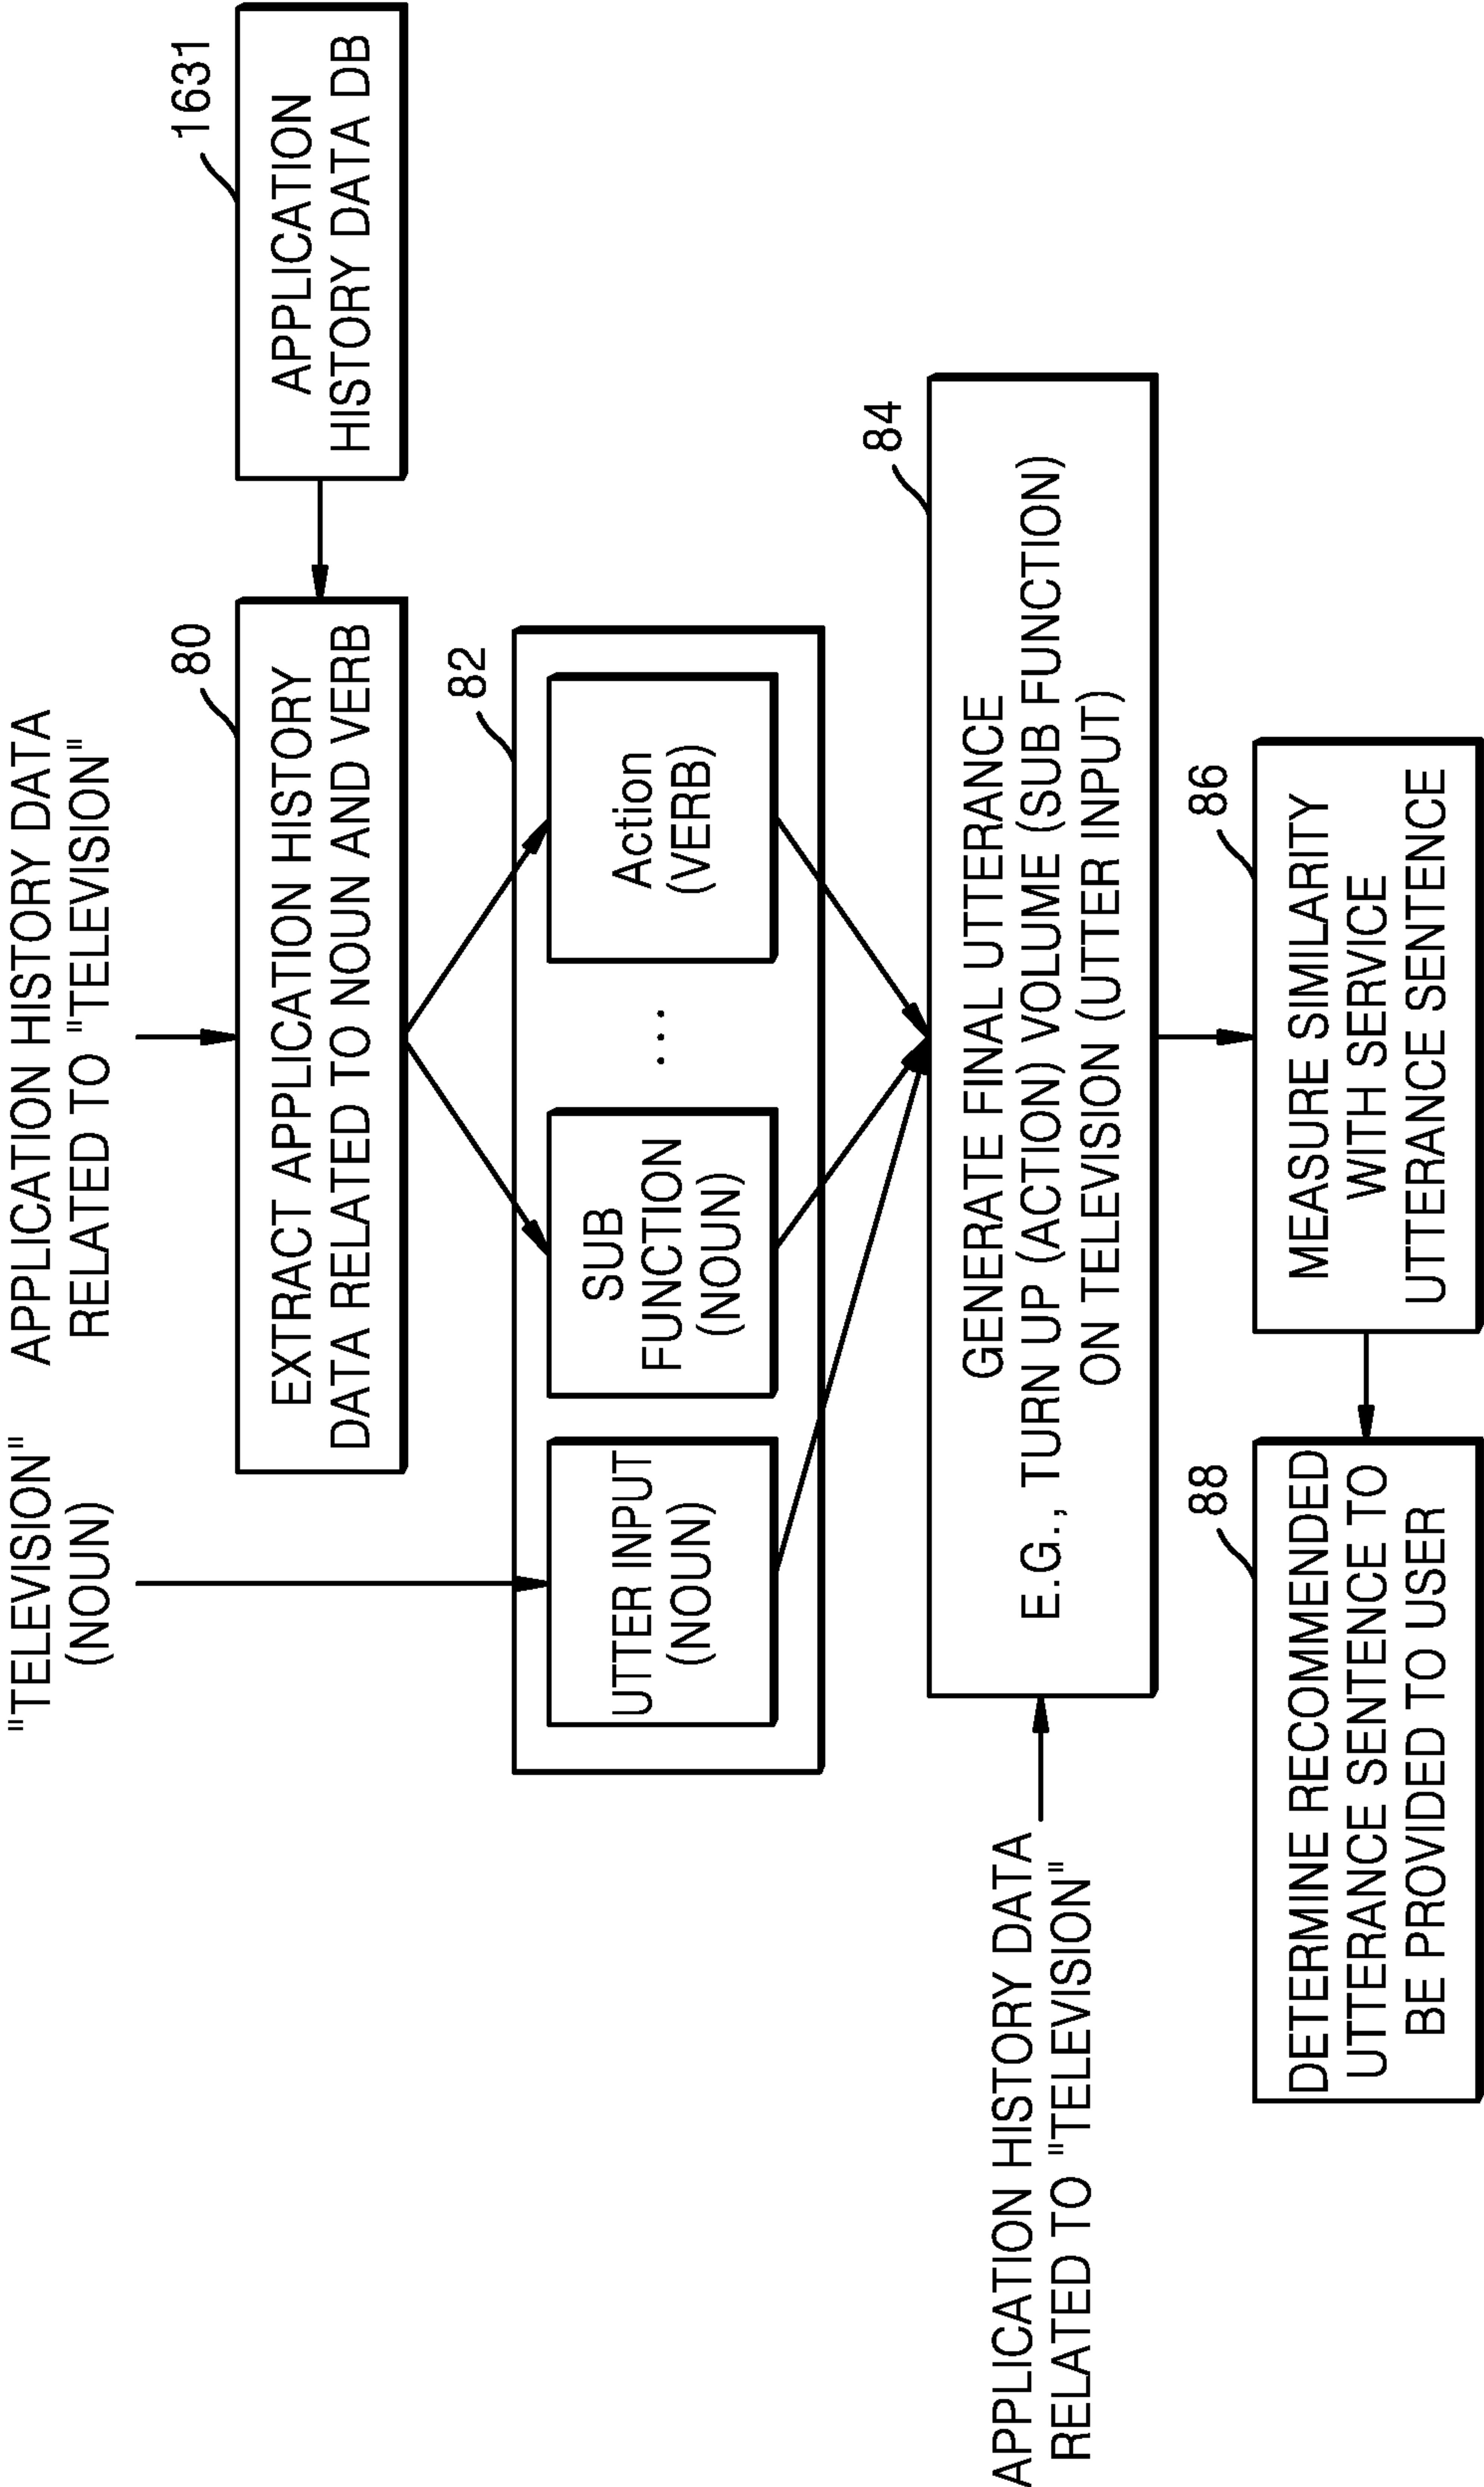 "TELEVISION"
(NOUN)
APPLICATION HISTORY DATA
RELATED TO "TELEVISION"
80
EXTRACT APPLICATION HISTORY
DATA RELATED TO NOUN AND VERB
1631
APPLICATION
HISTORY DATA DB
82
UTTER INPUT
(NOUN)
SUB
FUNCTION
(NOUN)
...
Action
(VERB)
APPLICATION HISTORY DATA
RELATED TO "TELEVISION"
84
GENERATE FINAL UTTERANCE
E.G., TURN UP (ACTION) VOLUME (SUB FUNCTION)
ON TELEVISION (UTTER INPUT)
88
DETERMINE RECOMMENDED
UTTERANCE SENTENCE TO
BE PROVIDED TO USER
86
MEASURE SIMILARITY
WITH SERVICE
UTTERANCE SENTENCE